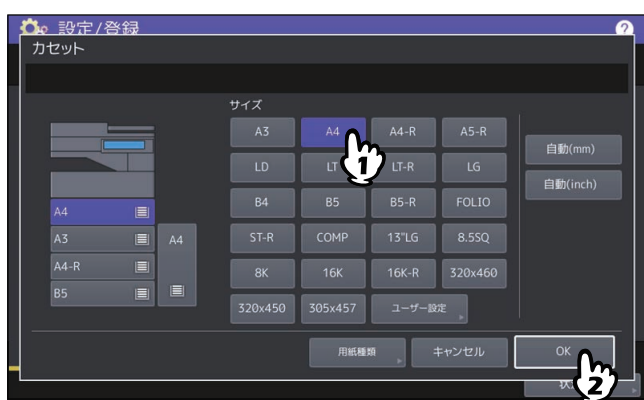 設定/登録 ?
カセット
サイズ
A3 A4 A4-R A5-R
LD LT LT-R LG
B4 B5 B5-R FOLIO
ST-R COMP 13"LG 8.5SQ
8K 16K 16K-R 320x460
320x450 305x457 ユーザー設定
自動(mm)
自動(inch)
A4
A3
A4-R
B5
A4
1
用紙種類 キャンセル OK
2